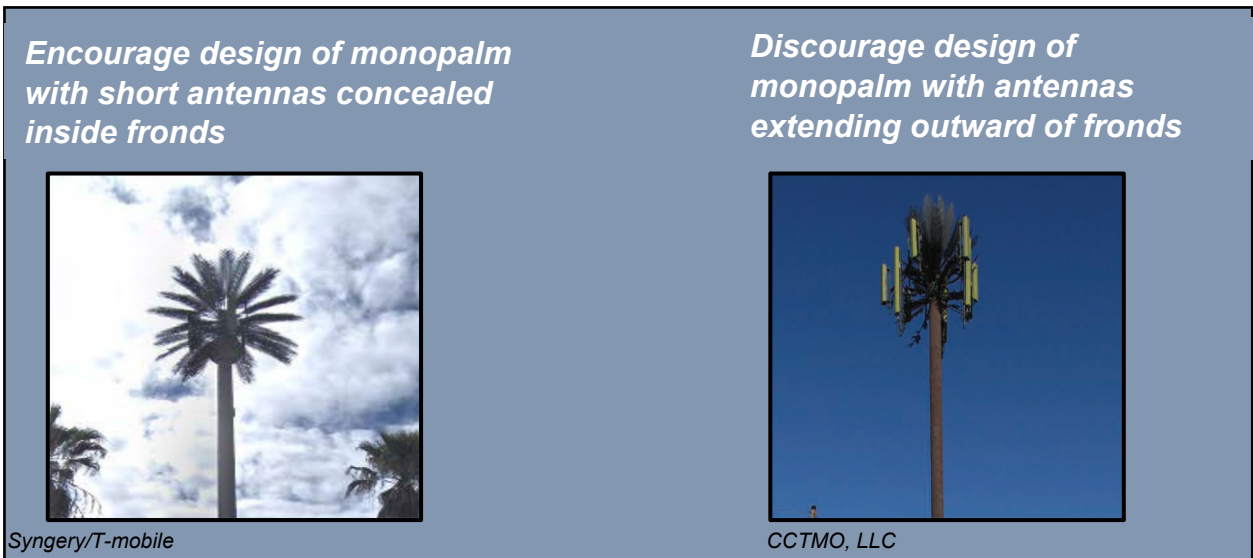 Encourage design of monopalm
with short antennas concealed
inside fronds
Discourage design of
monopalm with antennas
extending outward of fronds
Syngery/T-mobile
CCTMO, LLC